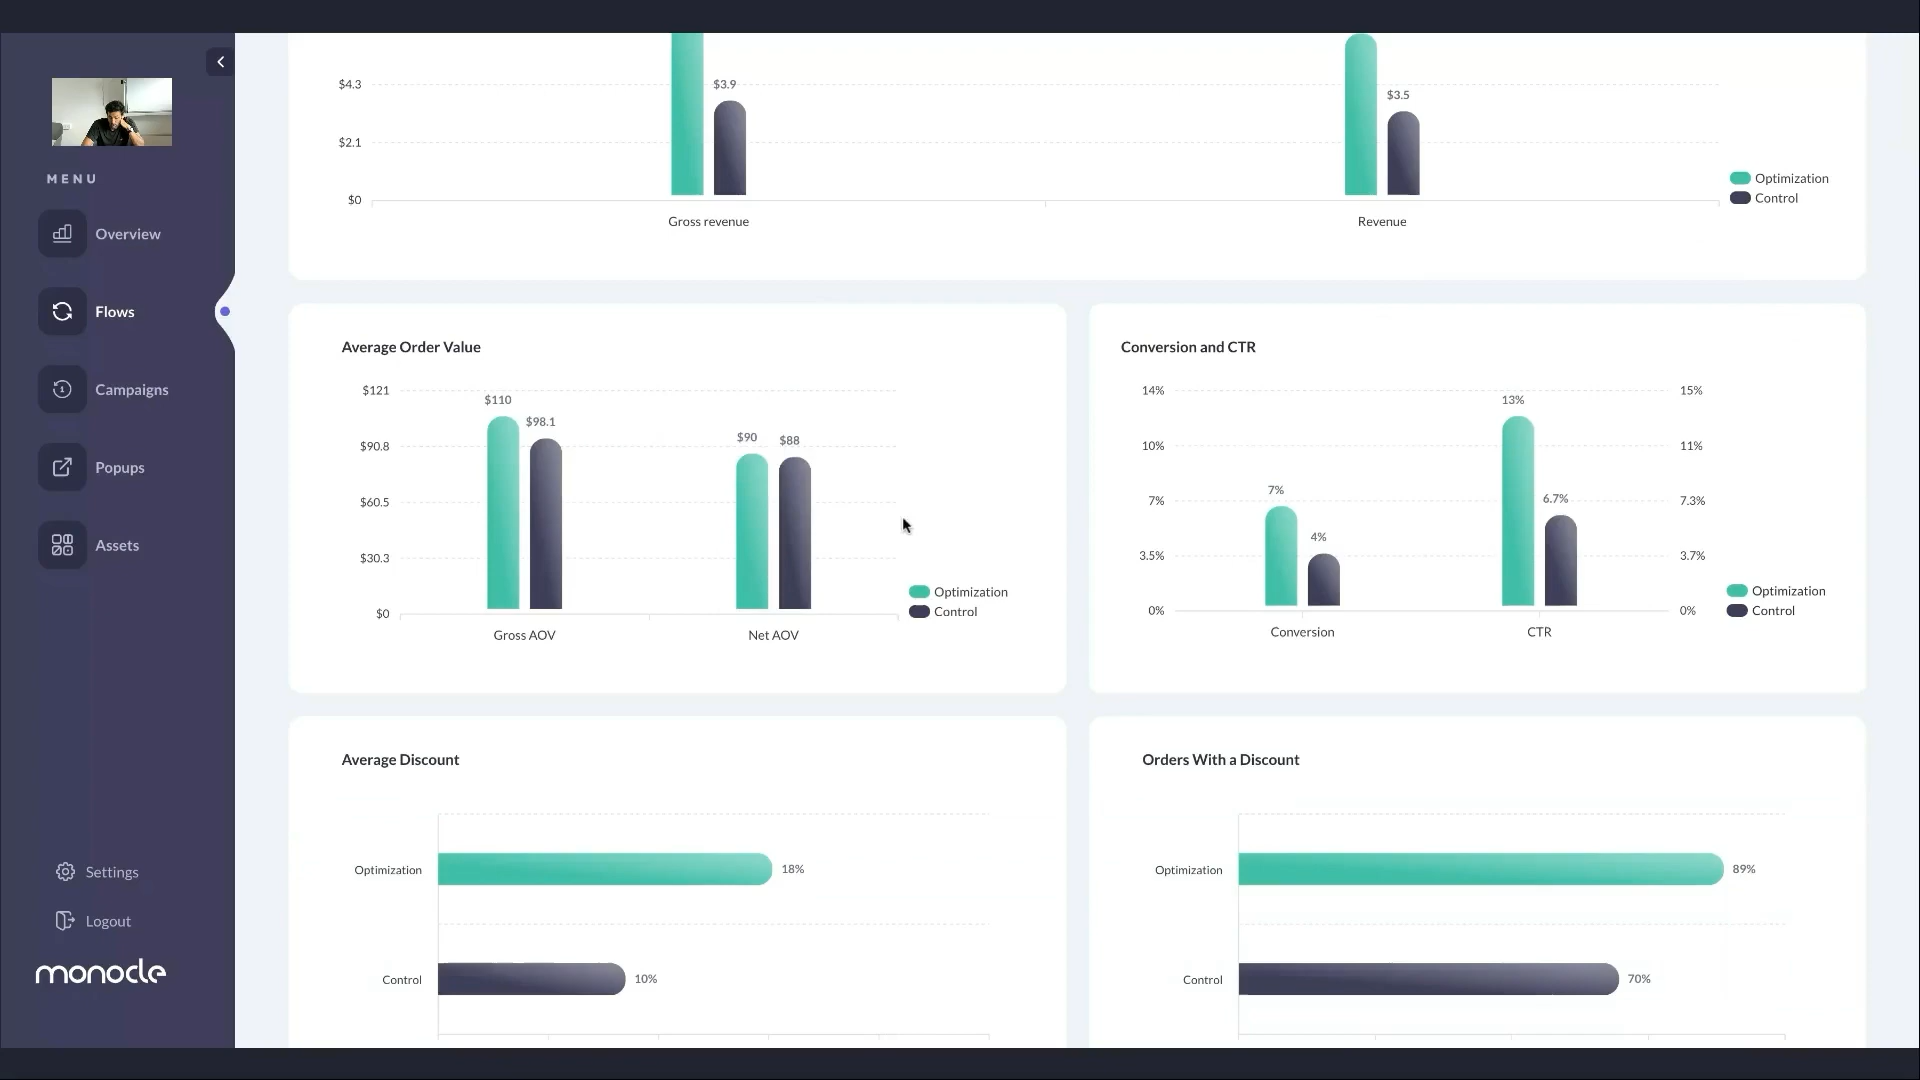 MENU
Overview
Flows
Campaigns
Popups
Assets
Settings
Logout
monocle
$4.3
$2.1
$0
$3.9
$3.5
Gross revenue
Revenue
Optimization
Control
Average Order Value
$121
$90.8
$60.5
$30.3
$0
$110
$98.1
$90
$88
Gross AOV
Net AOV
Optimization
Control
Conversion and CTR
14%
10%
7%
3.5%
0%
7%
4%
13%
6.7%
15%
11%
7.3%
3.7%
0%
Conversion
CTR
Optimization
Control
Average Discount
Optimization
18%
Control
10%
Orders With a Discount
Optimization
89%
Control
70%